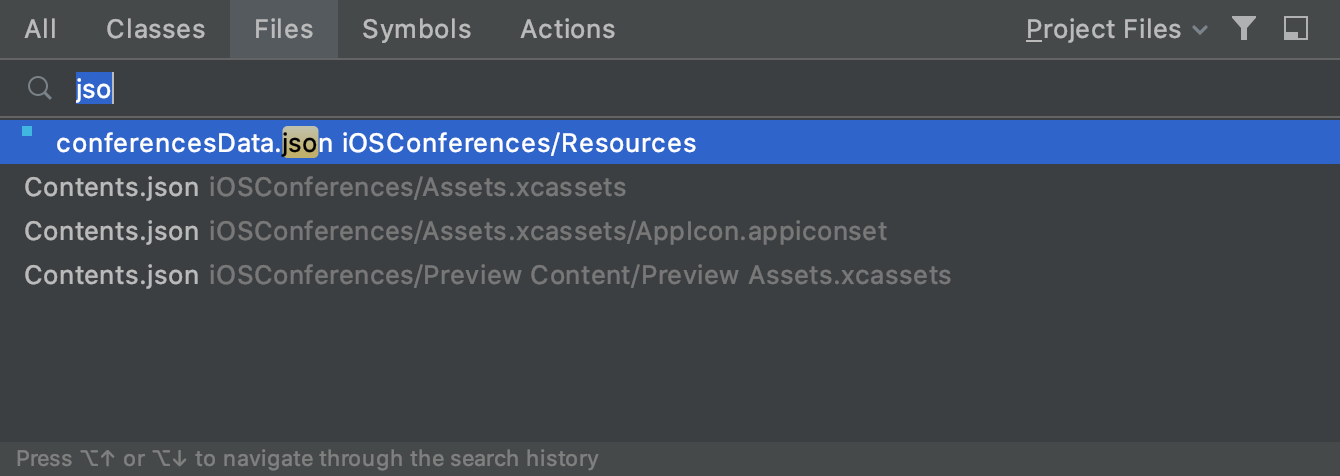 All Classes Files Symbols Actions Project Files
jso
conferencesData.json iOSConferences/Resources
Contents.json iOSConferences/Assets.xcassets
Contents.json iOSConferences/Assets.xcassets/AppIcon.appiconset
Contents.json iOSConferences/Preview Content/Preview Assets.xcassets
Press ⌥↑ or ⌥↓ to navigate through the search history